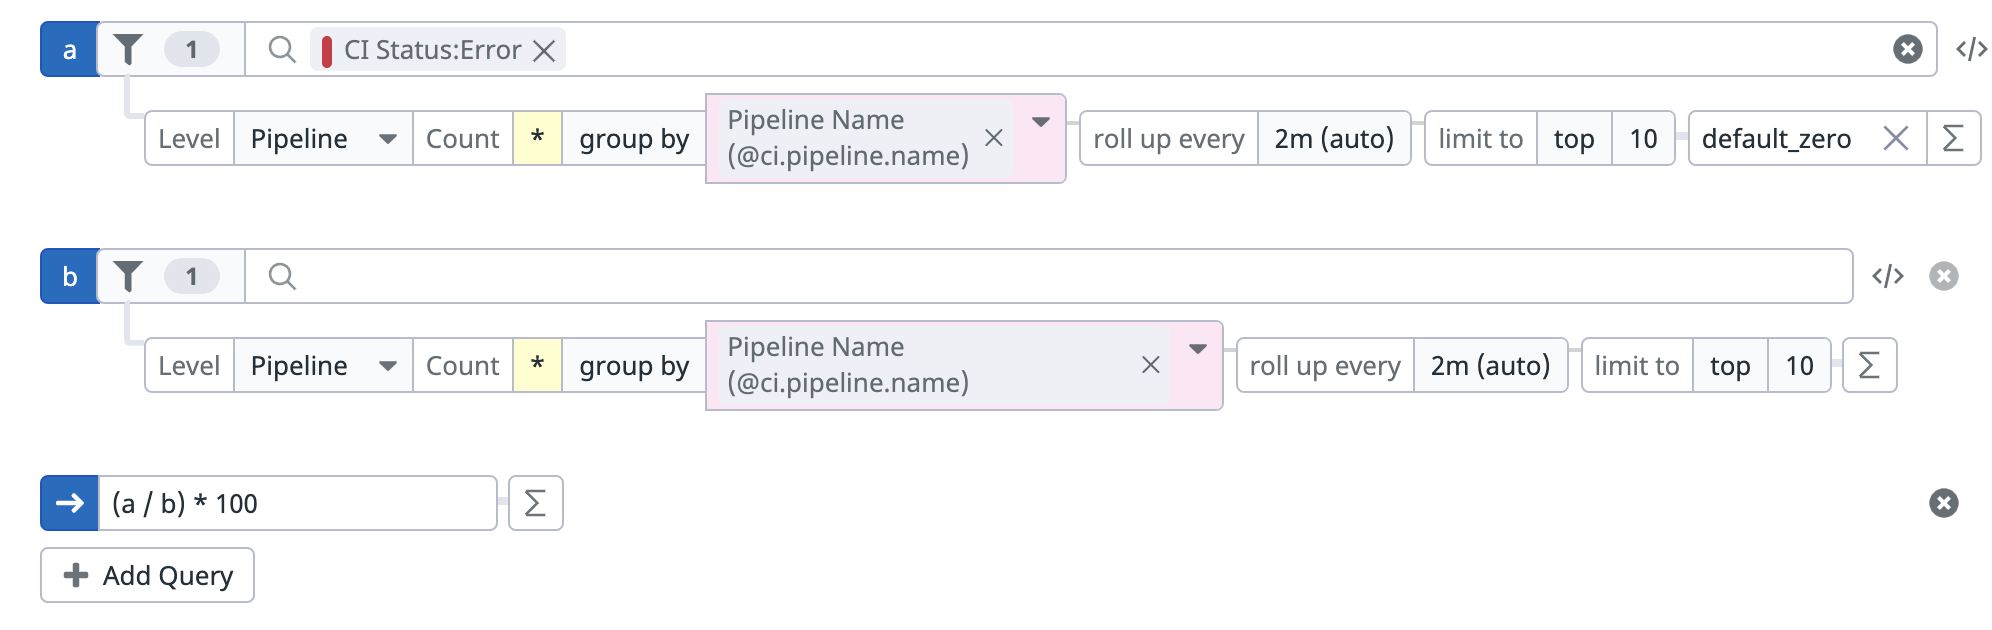 a 1 CI Status:Error </>
Level Pipeline Count * group by Pipeline Name (@ci.pipeline.name) roll up every 2m (auto) limit to top 10 default_zero Σ
b 1 </>
Level Pipeline Count * group by Pipeline Name (@ci.pipeline.name) roll up every 2m (auto) limit to top 10 Σ
(a / b) * 100 Σ
Add Query